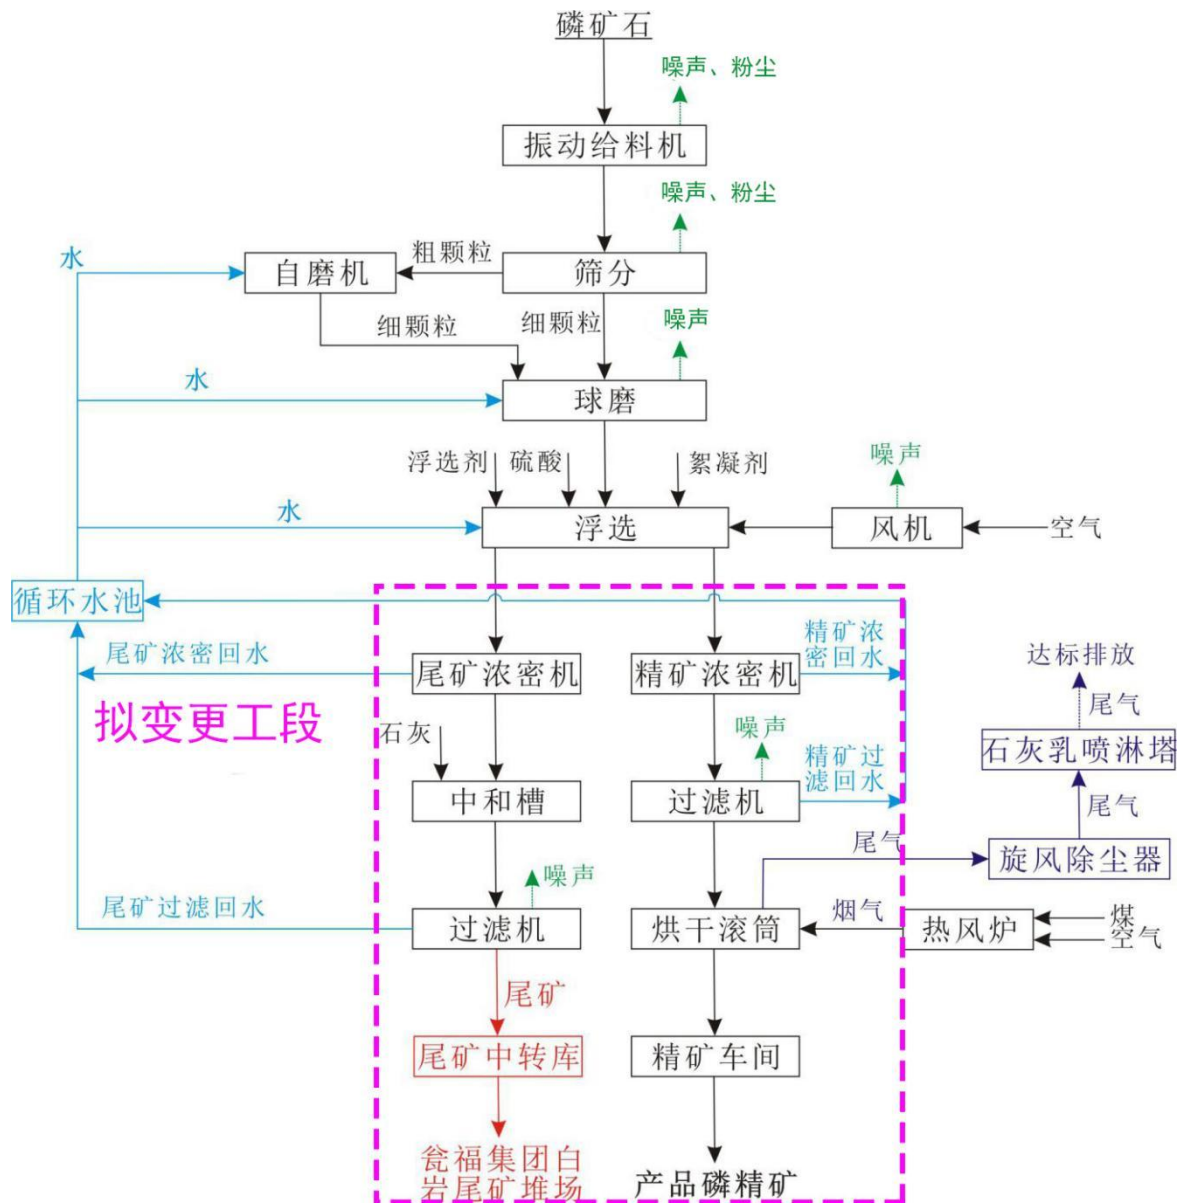 磷矿石
噪声、粉尘
振动给料机
噪声、粉尘
水
自磨机
粗颗粒
筛分
细颗粒
细颗粒
噪声
水
球磨
浮选剂
硫酸
絮凝剂
噪声
水
浮选
风机
空气
循环水池
尾矿浓密回水
尾矿浓密机
精矿浓密机
精矿浓
密回水
达标排放
拟变更工段
石灰
噪声
尾气
石灰乳喷淋塔
中和槽
过滤机
精矿过
滤回水
尾气
尾气
旋风除尘器
噪声
尾矿过滤回水
过滤机
烘干滚筒
烟气
热风炉
煤
空气
尾矿
尾矿中转库
精矿车间
瓮福集团白
岩尾矿堆场
产品磷精矿